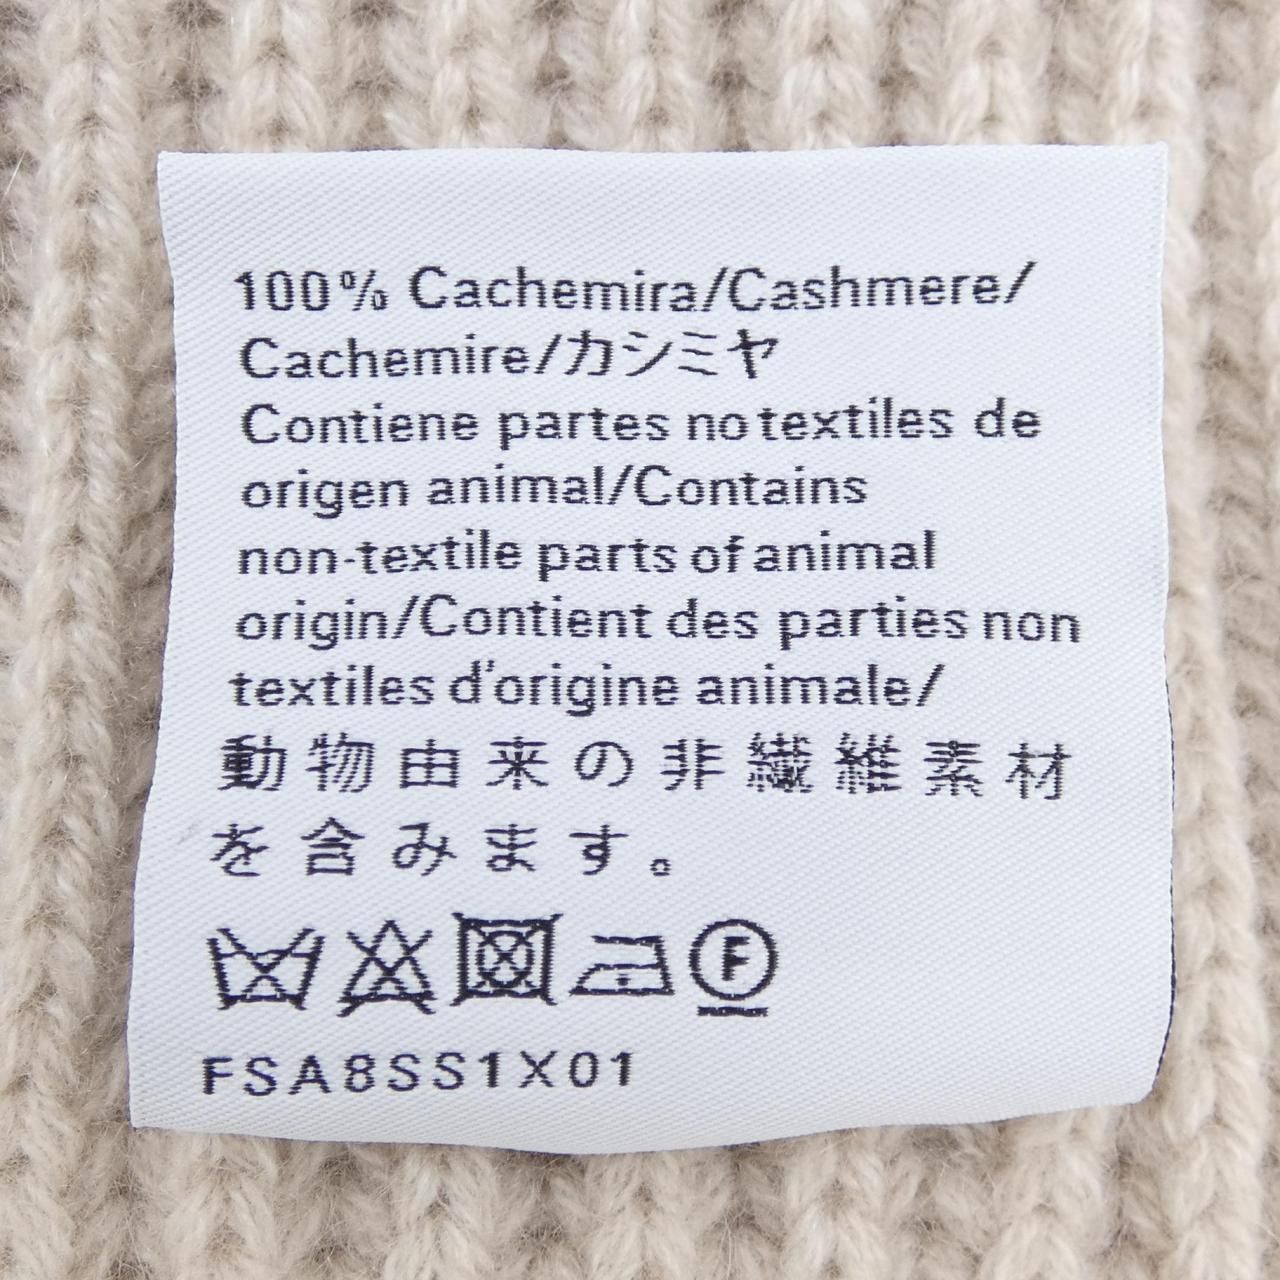 100% Cachemira/Cashmere/
Cachemire/カシミヤ
Contiene partes no textiles de
origen animal/Contains
non-textile parts of animal
origin/Contient des parties non
textiles d'origine animale/
動物由来の非繊維素材
を含みます。
F
FSA8SS1X01